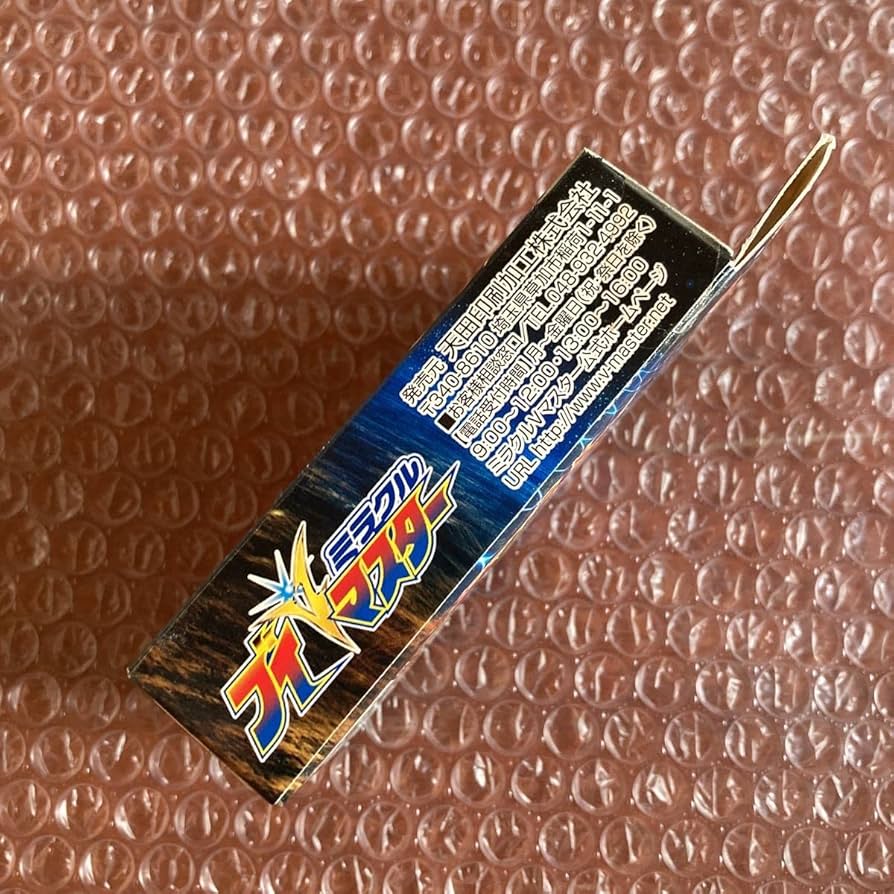 発売元 天田印刷加工株式会社
〒340-8610 埼玉県草加市稲荷1-11-1
■お客様相談窓口/TEL 048-932-4992
電話受付時間 月〜金曜日(祝・祭日を除く)
9:00〜12:00・13:00〜16:00
ミラクルVマスター公式ホームページ
URL http://www.v-master.net
ミラクル
ブイVマスター